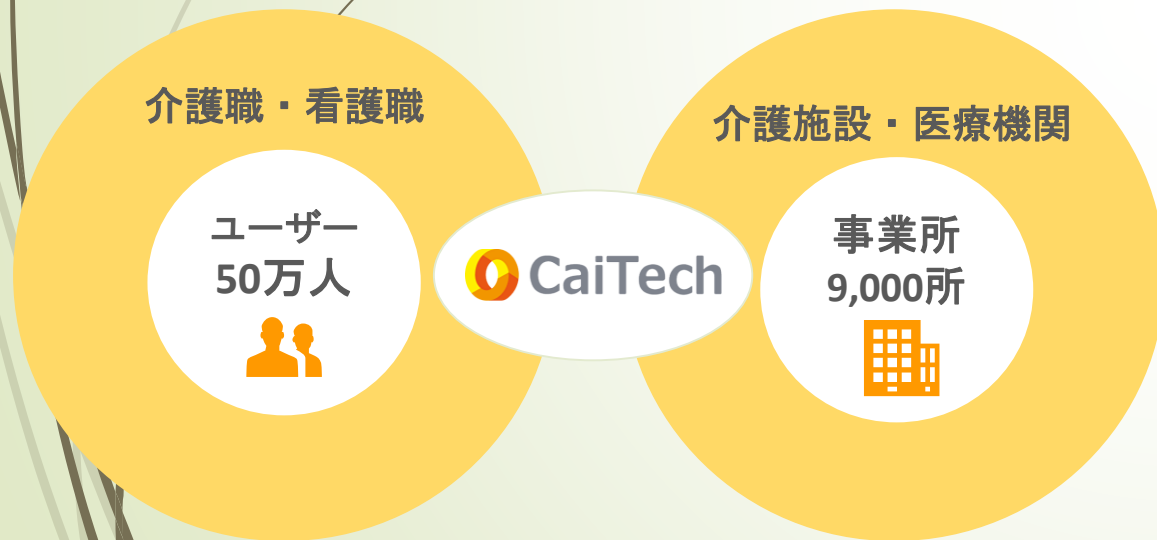 介護職・看護職
ユーザー
50万人
CaiTech
介護施設・医療機関
事業所
9,000所